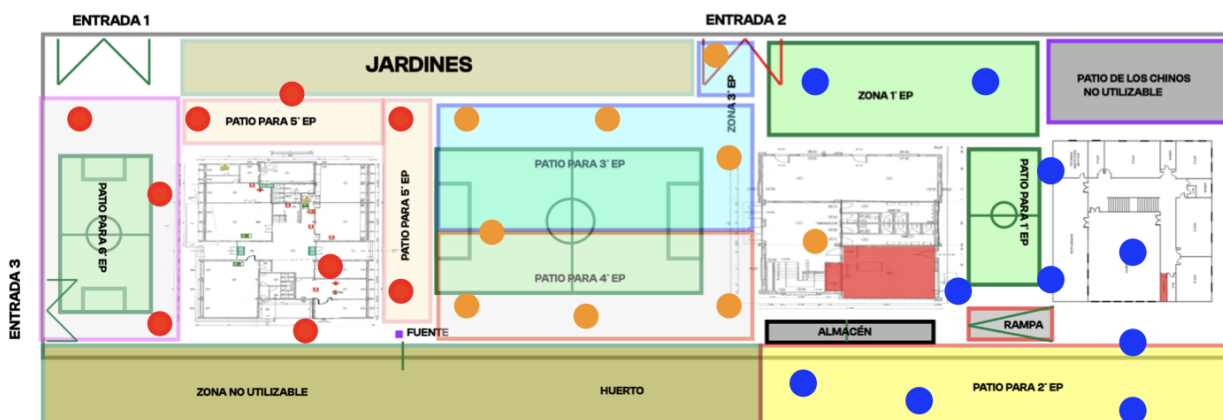 ENTRADA 1
ENTRADA 2
JARDINES
ZONA 3´ EP
ZONA 1´ EP
PATIO DE LOS CHINOS
NO UTILIZABLE
PATIO PARA 5´ EP
PATIO PARA 6´ EP
PATIO PARA 5´ EP
PATIO PARA 3´ EP
PATIO PARA 4´ EP
PATIO PARA 1´ EP
ENTRADA 3
FUENTE
ALMACÉN
RAMPA
ZONA NO UTILIZABLE
HUERTO
PATIO PARA 2´ EP